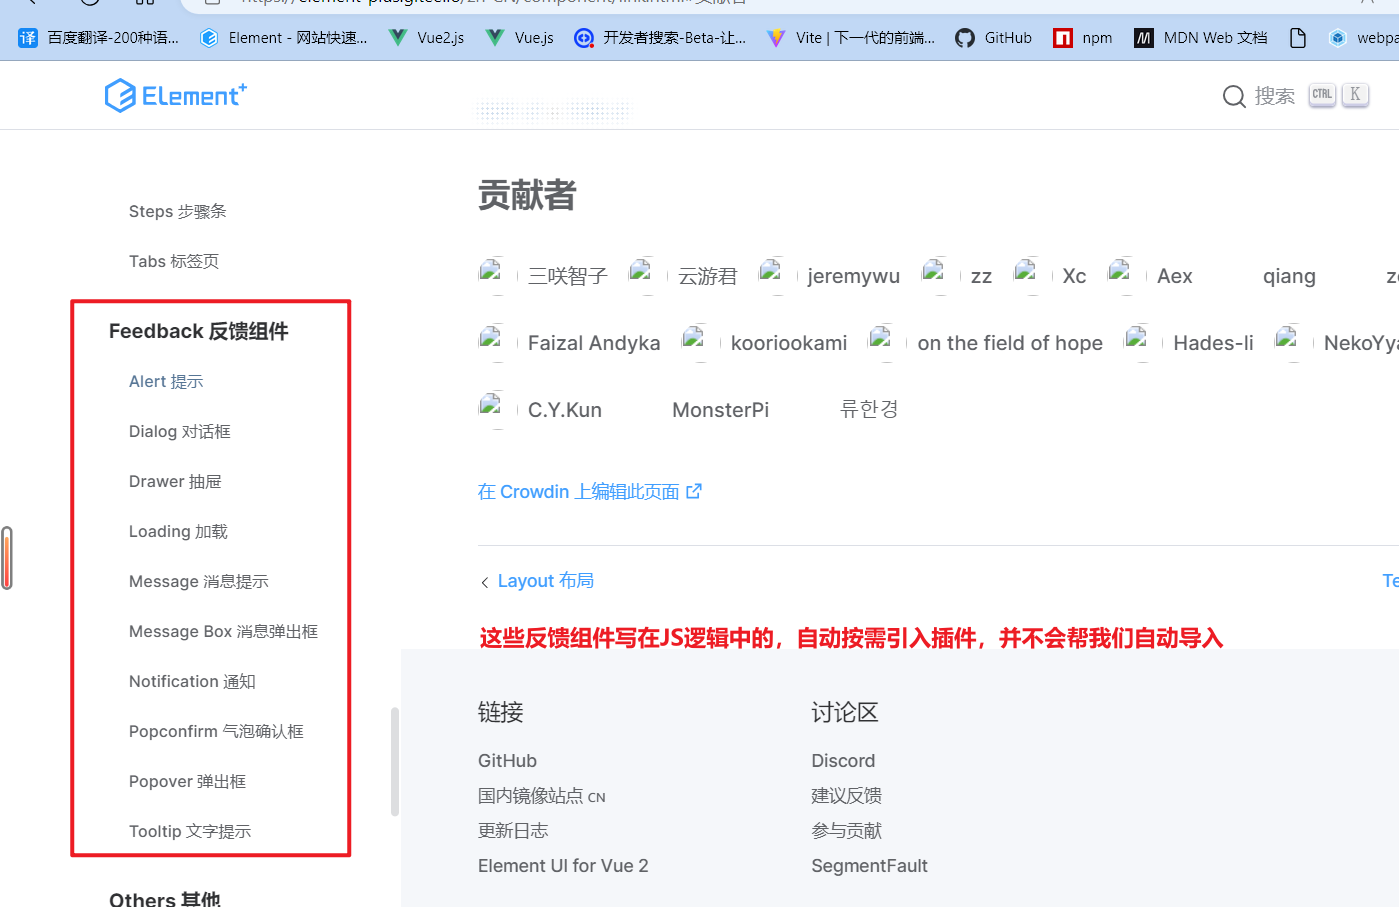 百度翻译-200种语...
Element - 网站快速...
Vue2.js
Vue.js
开发者搜索-Beta-让...
Vite | 下一代的前端...
GitHub
npm
MDN Web 文档
webpa
Element+
搜索
CTRL K
Steps 步骤条
Tabs 标签页
Feedback 反馈组件
Alert 提示
Dialog 对话框
Drawer 抽屉
Loading 加载
Message 消息提示
Message Box 消息弹出框
Notification 通知
Popconfirm 气泡确认框
Popover 弹出框
Tooltip 文字提示
Others 其他
贡献者
三咲智子 云游君 jeremywu zz Xc Aex qiang
Faizal Andyka kooriookami on the field of hope Hades-li NekoYya
C.Y.Kun MonsterPi 류한경
在 Crowdin 上编辑此页面
Layout 布局
Te
这些反馈组件写在JS逻辑中的，自动按需引入插件，并不会帮我们自动导入
链接
GitHub
国内镜像站点 CN
更新日志
Element UI for Vue 2
讨论区
Discord
建议反馈
参与贡献
SegmentFault